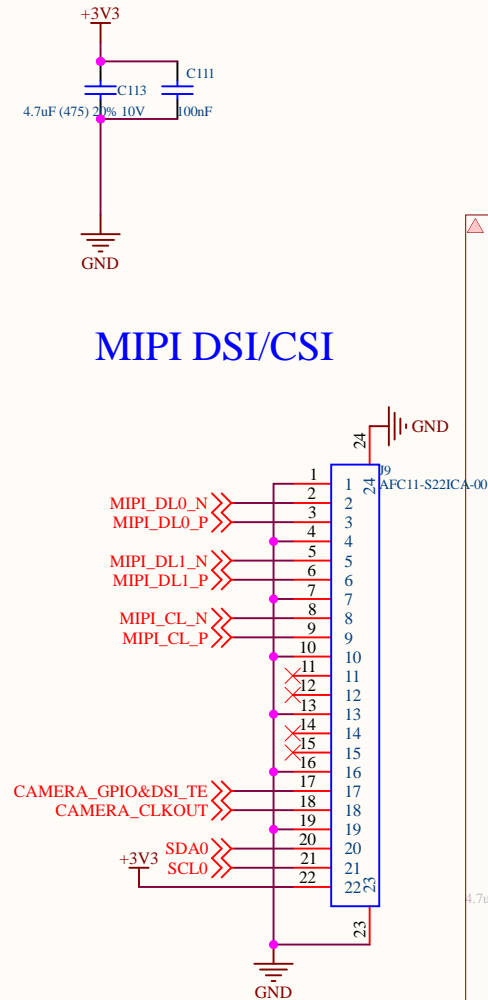 +3V3
C111
C113
4.7uF (475) 20% 10V
100nF
GND
MIPI DSI/CSI
24
GND
J9
AFC11-S22ICA-00
24
1 1
MIPI_DL0_N 2 2
MIPI_DL0_P 3 3
4 4
MIPI_DL1_N 5 5
MIPI_DL1_P 6 6
7 7
MIPI_CL_N 8 8
MIPI_CL_P 9 9
10 10
11 11
12 12
13 13
14 14
15 15
16 16
CAMERA_GPIO&DSI_TE 17 17
CAMERA_CLKOUT 18 18
19 19
SDA0 20 20
SCL0 21 21
+3V3 22 22
23
4.7u
23
GND